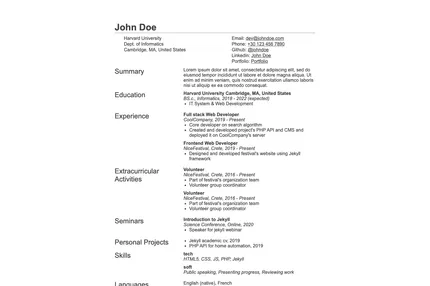 John Doe
Harvard University
Dept. of Informatics
Cambridge, MA, United States
Email: dev@johndoe.com
Phone: +30 123 456 7890
Github: @johndoe
LinkedIn: John Doe
Portfolio: Portfolio
Summary
Lorem ipsum dolor sit amet, consectetur adipiscing elit, sed do
eiusmod tempor incididunt ut labore et dolore magna aliqua. Ut
enim ad minim veniam, quis nostrud exercitation ullamco laboris
nisi ut aliquip ex ea commodo consequat.
Education
Harvard University Cambridge, MA, United States
BS.c., Informatics, 2018 - 2022 (expected)
• IT System & Web Development
Experience
Full stack Web Developer
CoolCompany, 2019 - Present
• Core developer on search algorithm
• Created and developed project's PHP API and CMS and
deployed it on CoolCompany's server
Frontend Web Developer
NiceFestival, Crete, 2019 - Present
• Designed and developed festival's website using Jekyll
framework
Extracurricular
Activities
Volunteer
NiceFestival, Crete, 2016 - Present
• Part of festival's organization team
• Volunteer group coordinator
Volunteer
NiceFestival, Crete, 2016 - Present
• Part of festival's organization team
• Volunteer group coordinator
Seminars
Introduction to Jekyll
Science Conference, Online, 2020
• Speaker for jekyll webinar
Personal Projects
• Jekyll academic cv, 2019
• PHP API for home automation, 2019
Skills
tech
HTML5, CSS, JS, PHP, Jekyll
soft
Public speaking, Presenting progress, Reviewing work
Languages
English (native), French